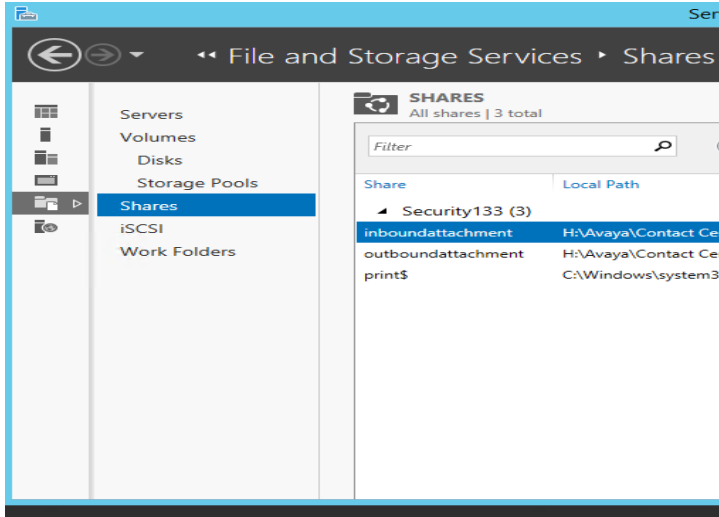 Ser
File and Storage Services Shares
Servers
Volumes
Disks
Storage Pools
Shares
iSCSI
Work Folders
SHARES
All shares | 3 total
Filter
Share Local Path
Security133 (3)
inboundattachment H:\Avaya\Contact Ce
outboundattachment H:\Avaya\Contact Ce
print$ C:\Windows\system3